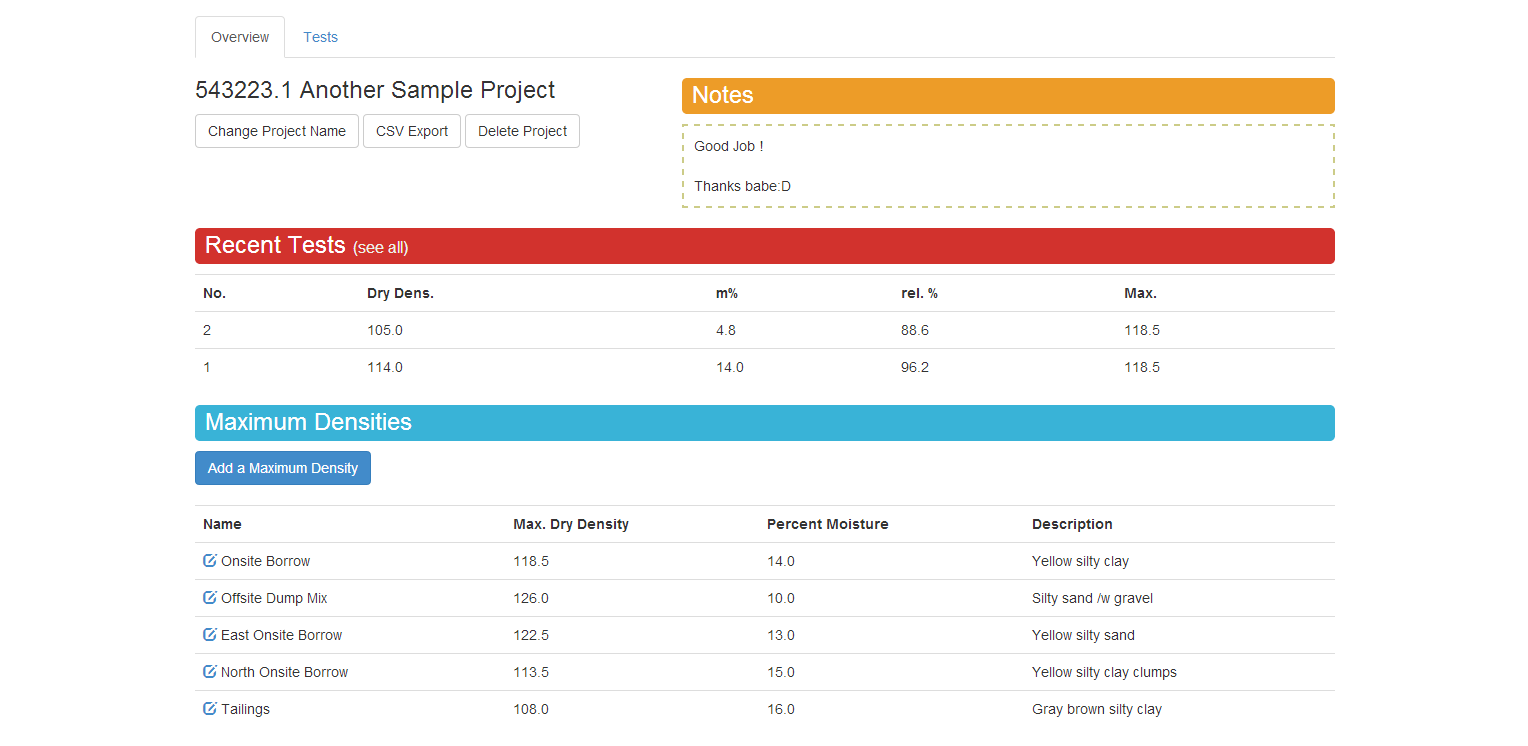 Overview Tests
543223.1 Another Sample Project
Change Project Name CSV Export Delete Project
Notes
Good Job !
Thanks babe:D
Recent Tests (see all)
No. Dry Dens. m% rel. % Max.
2 105.0 4.8 88.6 118.5
1 114.0 14.0 96.2 118.5
Maximum Densities
Add a Maximum Density
Name Max. Dry Density Percent Moisture Description
Onsite Borrow 118.5 14.0 Yellow silty clay
Offsite Dump Mix 126.0 10.0 Silty sand /w gravel
East Onsite Borrow 122.5 13.0 Yellow silty sand
North Onsite Borrow 113.5 15.0 Yellow silty clay clumps
Tailings 108.0 16.0 Gray brown silty clay